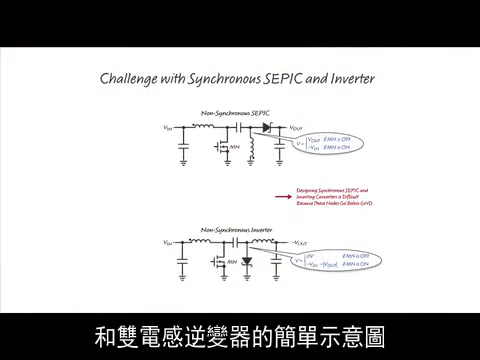 Challenge with Synchronous SEPIC and Inverter
Non-Synchronous SEPIC
VIN
VOUT
MN
V = VOUT if MN is OFF
-VIN if MN is ON
Designing Synchronous SEPIC and
Inverting Converters is Difficult
Because These Nodes Go Below GND.
Non-Synchronous Inverter
VIN
-VOUT
MN
V = 0V if MN is OFF
-VIN -|VOUT| if MN is ON
和雙電感逆變器的簡單示意圖